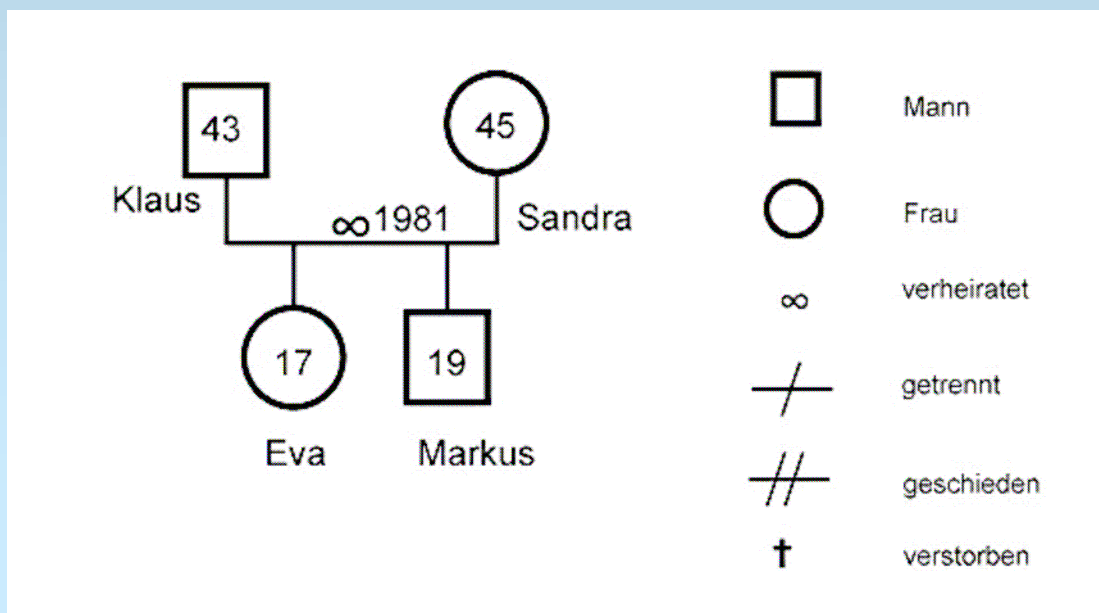 43
45
Klaus
∞1981
Sandra
17
19
Eva
Markus
Mann
Frau
∞ verheiratet
getrennt
geschieden
† verstorben